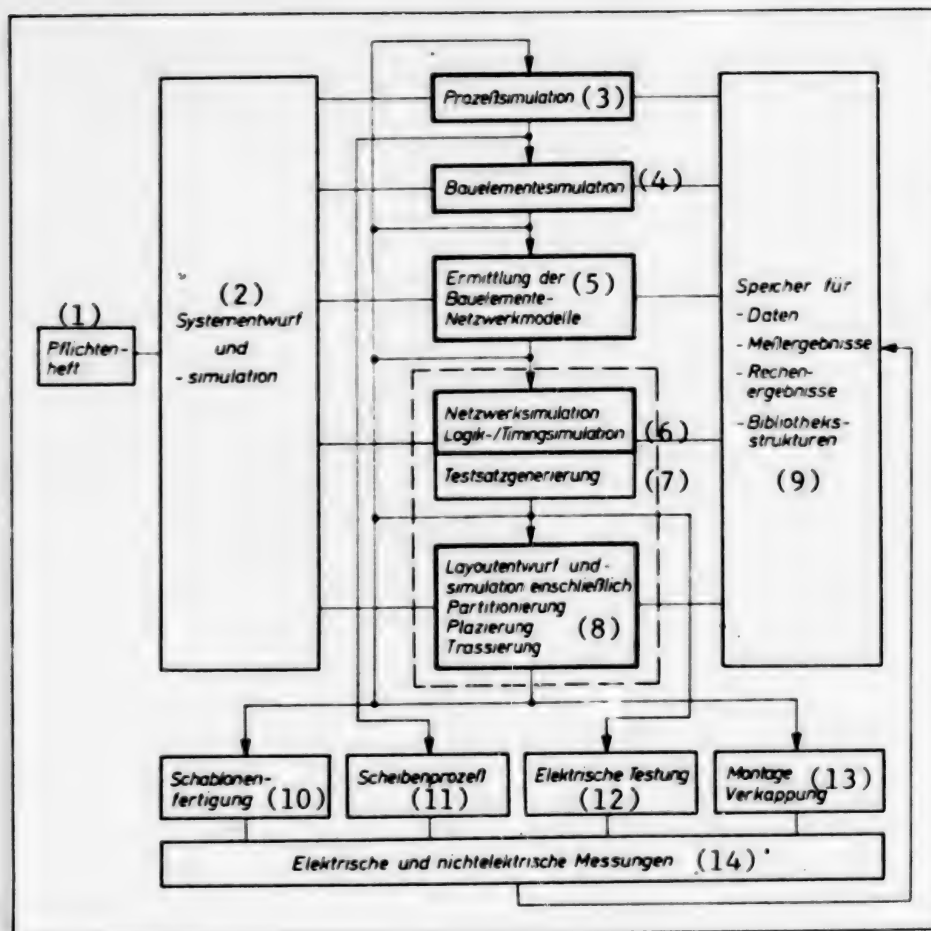 Prozeßsimulation (3)
Bauelementesimulation (4)
(1)
Pflichten-
heft
(2)
Systementwurf
und
-simulation
Ermittlung der (5)
Bauelemente-
Netzwerkmodelle
Netzwerksimulation
Logik-/Timingsimulation (6)
Testsatzgenerierung (7)
Layoutentwurf und -
simulation einschließlich
Partitionierung
Plazierung (8)
Trassierung
Speicher für
- Daten
- Meßergebnisse
- Rechen-
ergebnisse
- Bibliotheks-
strukturen
(9)
Schablonen-
fertigung (10)
Scheibenprozeß
(11)
Elektrische Testung
(12)
Montage (13)
Verkappung
Elektrische und nichtelektrische Messungen (14)